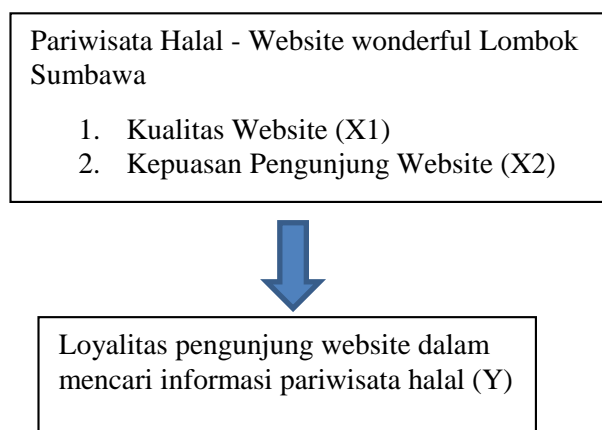 Pariwisata Halal - Website wonderful Lombok
Sumbawa
1. Kualitas Website (X1)
2. Kepuasan Pengunjung Website (X2)
Loyalitas pengunjung website dalam
mencari informasi pariwisata halal (Y)